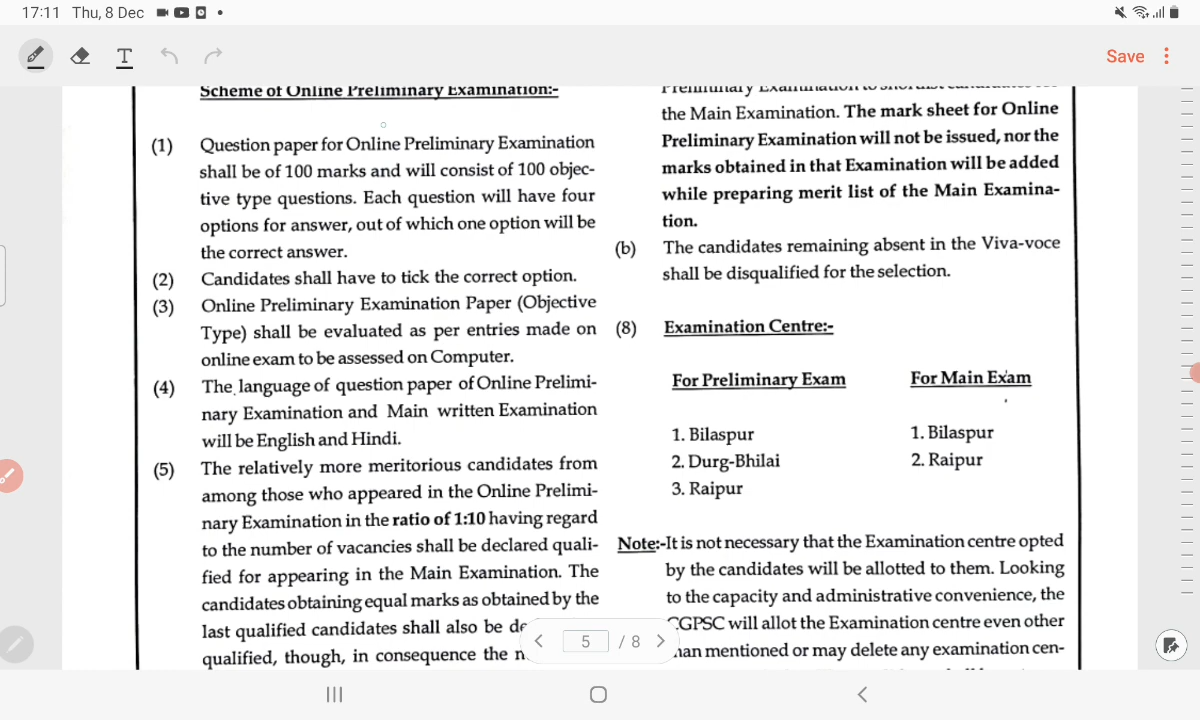 17:11 Thu, 8 Dec
T
Save
Scheme of Online Preliminary Examination:-
(1) Question paper for Online Preliminary Examination
shall be of 100 marks and will consist of 100 objec-
tive type questions. Each question will have four
options for answer, out of which one option will be
the correct answer.
(2) Candidates shall have to tick the correct option.
(3) Online Preliminary Examination Paper (Objective
Type) shall be evaluated as per entries made on
online exam to be assessed on Computer.
(4) The language of question paper of Online Prelimi-
nary Examination and Main written Examination
will be English and Hindi.
(5) The relatively more meritorious candidates from
among those who appeared in the Online Prelimi-
nary Examination in the ratio of 1:10 having regard
to the number of vacancies shall be declared quali-
fied for appearing in the Main Examination. The
candidates obtaining equal marks as obtained by the
last qualified candidates shall also be de
qualified, though, in consequence the n
Preliminary Examination to
the Main Examination. The mark sheet for Online
Preliminary Examination will not be issued, nor the
marks obtained in that Examination will be added
while preparing merit list of the Main Examina-
tion.
(b) The candidates remaining absent in the Viva-voce
shall be disqualified for the selection.
(8) Examination Centre:-
For Preliminary Exam
1. Bilaspur
2. Durg-Bhilai
3. Raipur
For Main Exam
1. Bilaspur
2. Raipur
Note:-It is not necessary that the Examination centre opted
by the candidates will be allotted to them. Looking
to the capacity and administrative convenience, the
CGPSC will allot the Examination centre even other
han mentioned or may delete any examination cen-
5 / 8